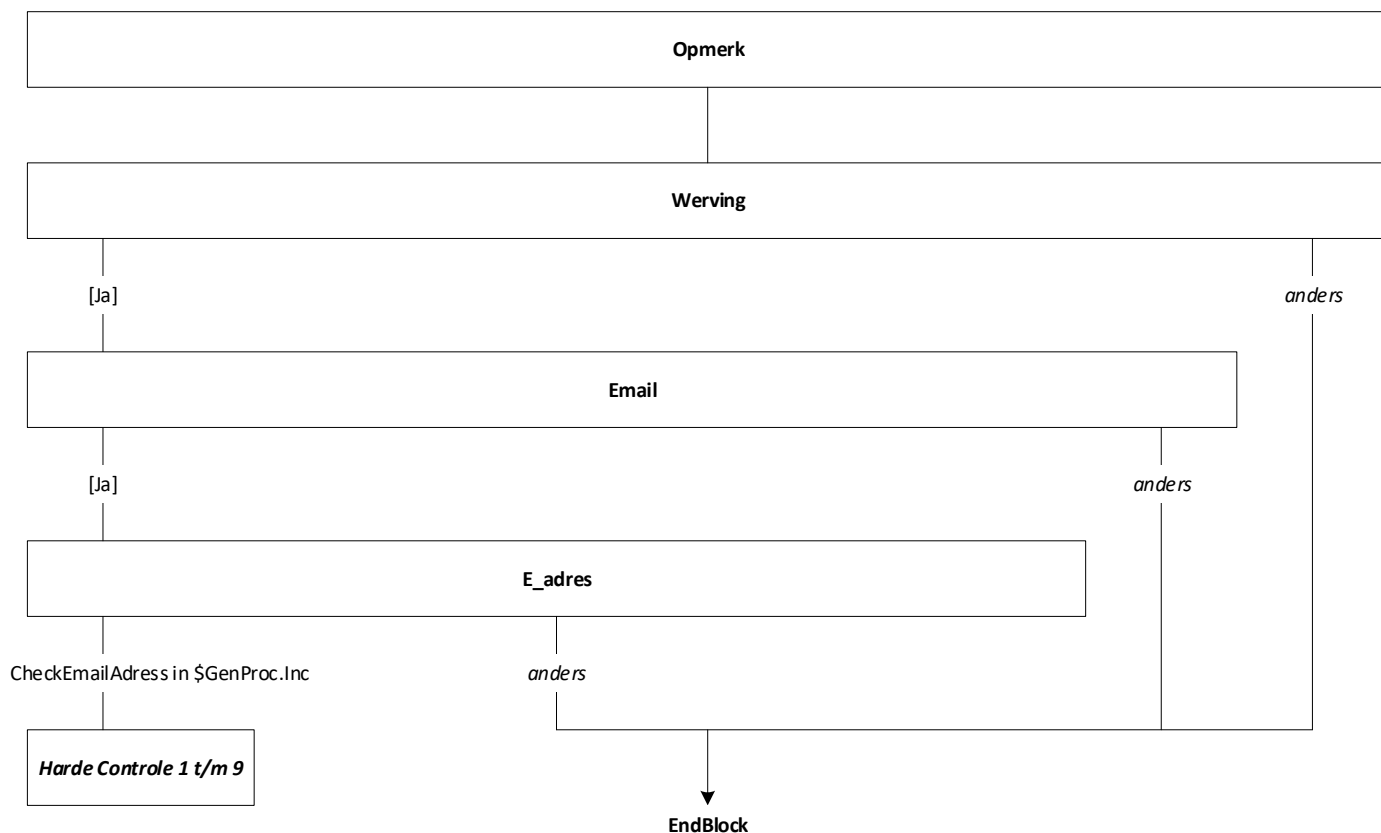 Opmerk
Werving
[Ja]
anders
Email
[Ja]
anders
E_adres
CheckEmailAdress in $GenProc.Inc
anders
Harde Controle 1 t/m 9
EndBlock